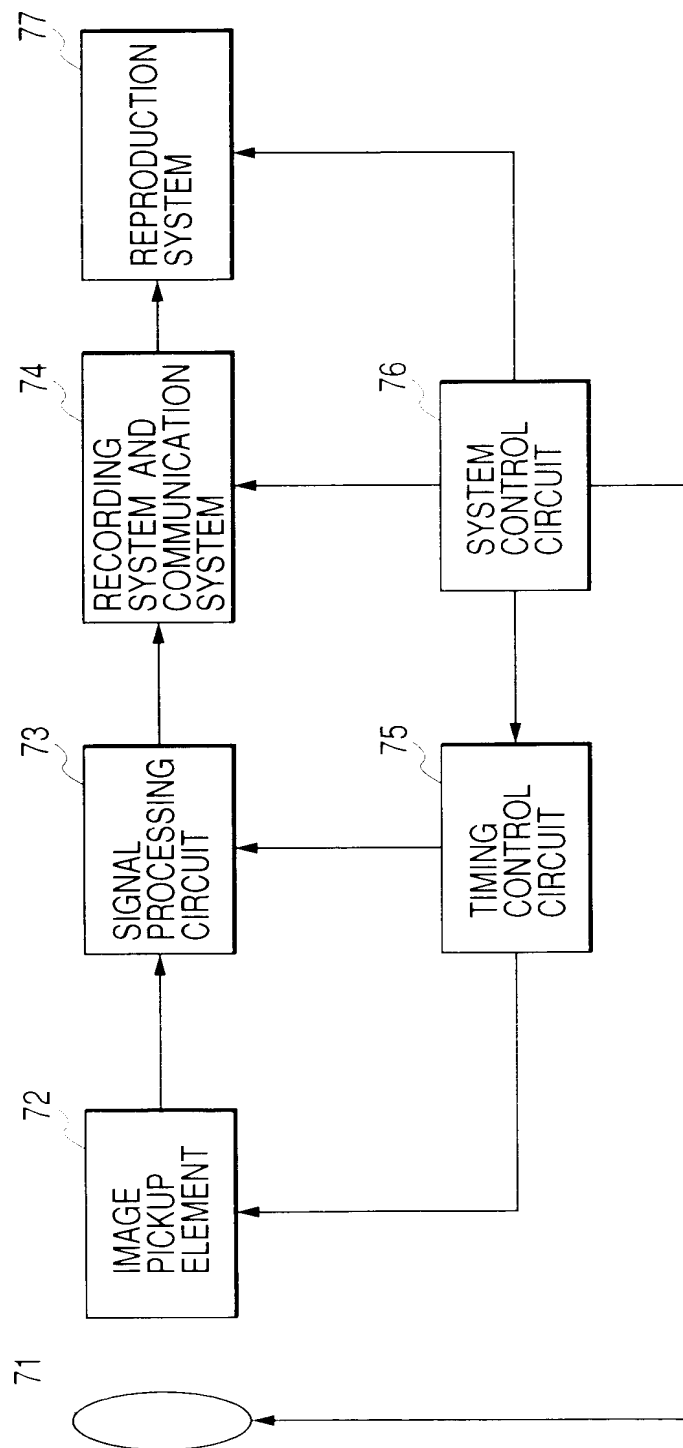 71
72
IMAGE
PICKUP
ELEMENT
73
SIGNAL
PROCESSING
CIRCUIT
74
RECORDING
SYSTEM AND
COMMUNICATION
SYSTEM
77
REPRODUCTION
SYSTEM
75
TIMING
CONTROL
CIRCUIT
76
SYSTEM
CONTROL
CIRCUIT